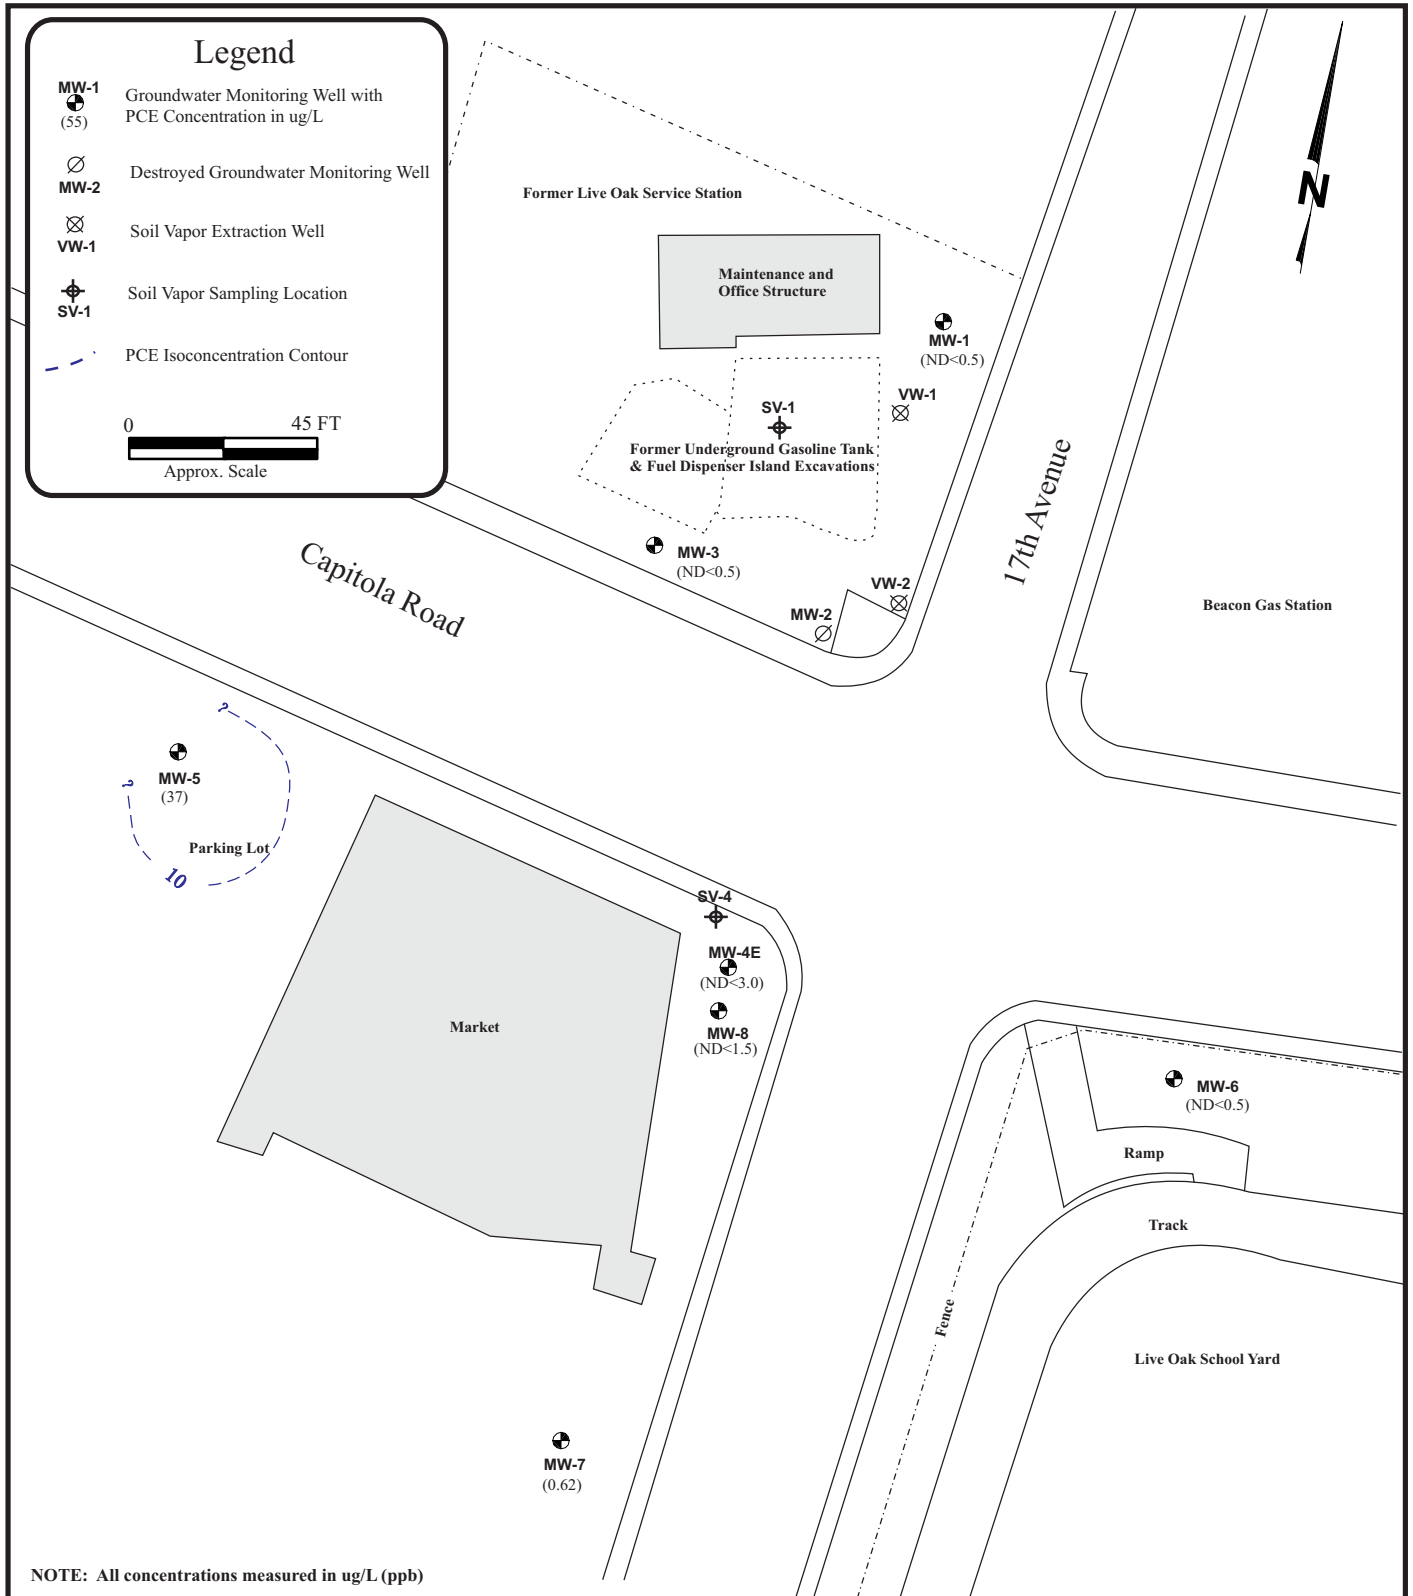 Legend
MW-1
(55)
Groundwater Monitoring Well with
PCE Concentration in ug/L
MW-2
Destroyed Groundwater Monitoring Well
VW-1
Soil Vapor Extraction Well
SV-1
Soil Vapor Sampling Location
PCE Isoconcentration Contour
0 45 FT
Approx. Scale
N
Former Live Oak Service Station
Maintenance and
Office Structure
MW-1
(ND<0.5)
VW-1
SV-1
Former Underground Gasoline Tank
& Fuel Dispenser Island Excavations
MW-3
(ND<0.5)
VW-2
MW-2
17th Avenue
Capitola Road
Beacon Gas Station
?
?
MW-5
(37)
Parking Lot
10
SV-4
MW-4E
(ND<3.0)
MW-8
(ND<1.5)
Market
MW-6
(ND<0.5)
Ramp
Track
Fence
Live Oak School Yard
MW-7
(0.62)
NOTE: All concentrations measured in ug/L (ppb)